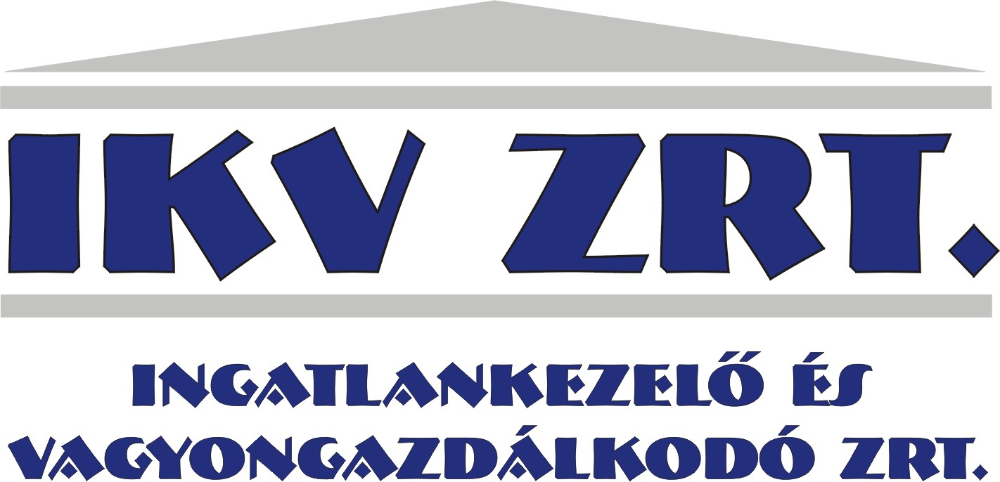 IKV ZRT.
INGATLANKEZELŐ ÉS
VAGYONGAZDÁLKODÓ ZRT.